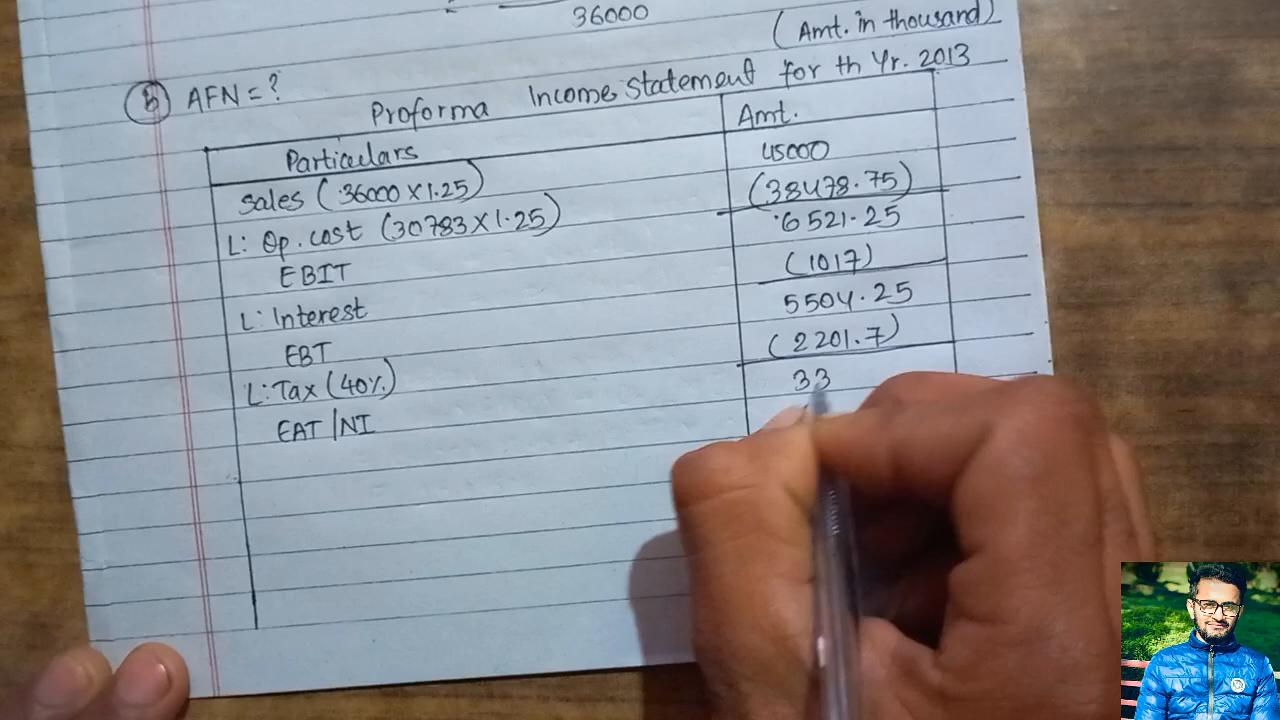 36000
(Amt. in thousand)
(b) AFN = ?
Proforma Income Statement for th Yr. 2013
Particulars Amt.
Sales (36000 × 1.25) 45000
L: Op. cost (30783 × 1.25) (38478.75)
EBIT 6521.25
L: Interest (1017)
EBT 5504.25
L: Tax (40%) (2201.7)
EAT/NI 33